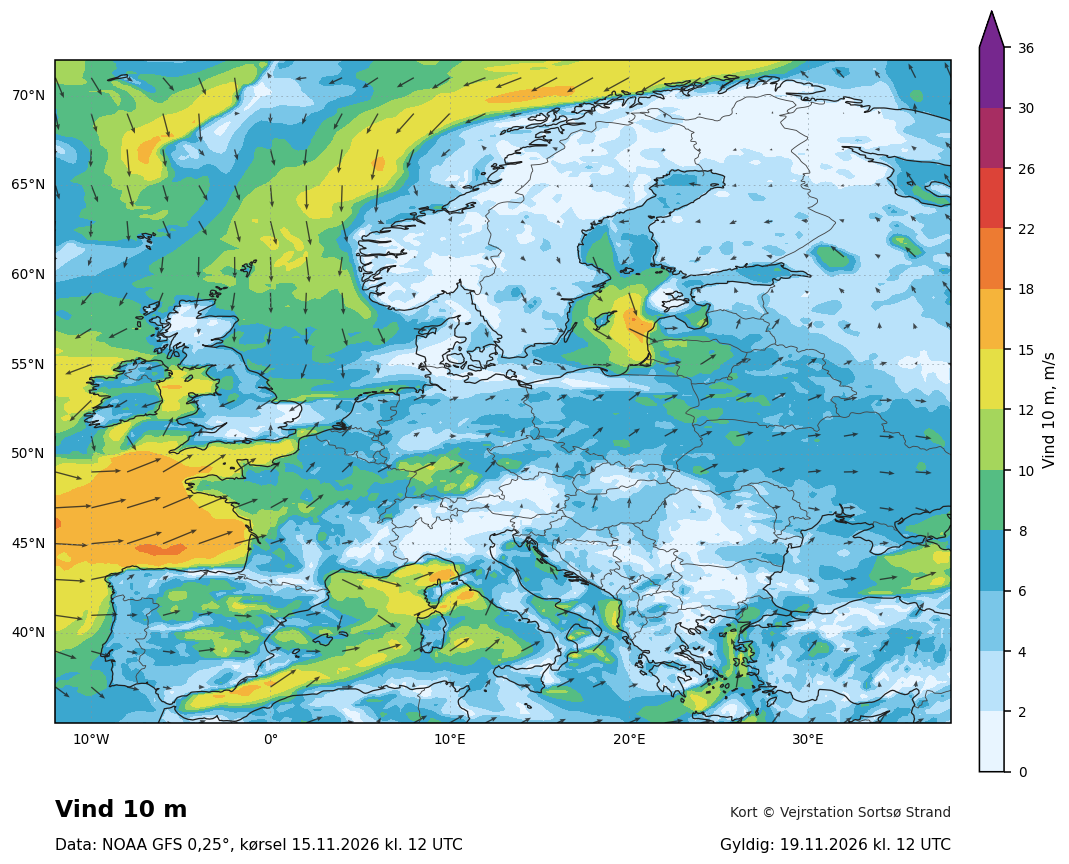 36
30
26
22
18
15
12
10
8
6
4
2
0
Vind 10 m, m/s
70°N
65°N
60°N
55°N
50°N
45°N
40°N
10°W 0° 10°E 20°E 30°E
Vind 10 m
Kort © Vejrstation Sortsø Strand
Data: NOAA GFS 0,25°, kørsel 15.11.2026 kl. 12 UTC
Gyldig: 19.11.2026 kl. 12 UTC